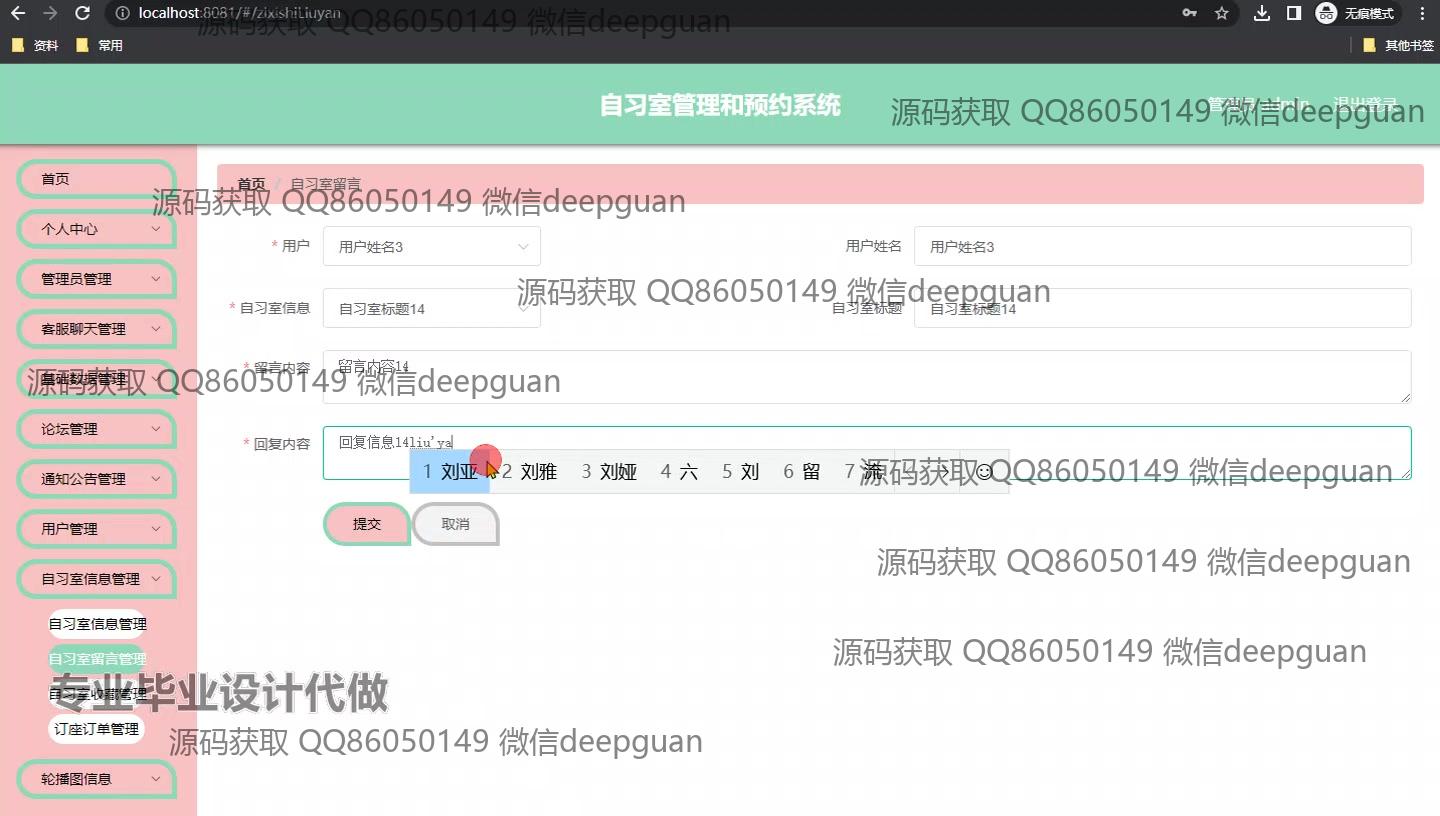 localhost:8081/#/zixishiLiuyan
无痕模式
资料
常用
其他书签
源码获取 QQ86050149 微信deepguan
自习室管理和预约系统
管理员 admin
退出登录
源码获取 QQ86050149 微信deepguan
首页
首页 / 自习室留言
源码获取 QQ86050149 微信deepguan
个人中心
* 用户 用户姓名3
用户姓名 用户姓名3
管理员管理
源码获取 QQ86050149 微信deepguan
* 自习室信息 自习室标题14
自习室标题 自习室标题14
客服聊天管理
* 留言内容 留言内容14
基础数据管理
源码获取 QQ86050149 微信deepguan
论坛管理
* 回复内容 回复信息14liu'ya
1 刘亚 2 刘雅 3 刘娅 4 六 5 刘 6 留 7 流
源码获取 QQ86050149 微信deepguan
通知公告管理
提交
取消
用户管理
源码获取 QQ86050149 微信deepguan
自习室信息管理
自习室信息管理
自习室留言管理
源码获取 QQ86050149 微信deepguan
自习室收藏管理
专业毕业设计代做
订座订单管理
源码获取 QQ86050149 微信deepguan
轮播图信息